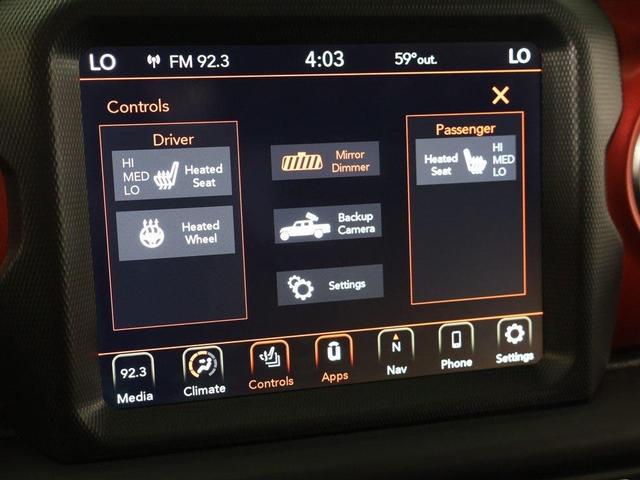 LO FM 92.3 4:03 59°out. LO
Controls
Driver
HI
MED
LO
Heated
Seat
Heated
Wheel
Mirror
Dimmer
Backup
Camera
Settings
Passenger
Heated
Seat
HI
MED
LO
92.3
Media
Climate
Controls
Apps
N
Nav
Phone
Settings